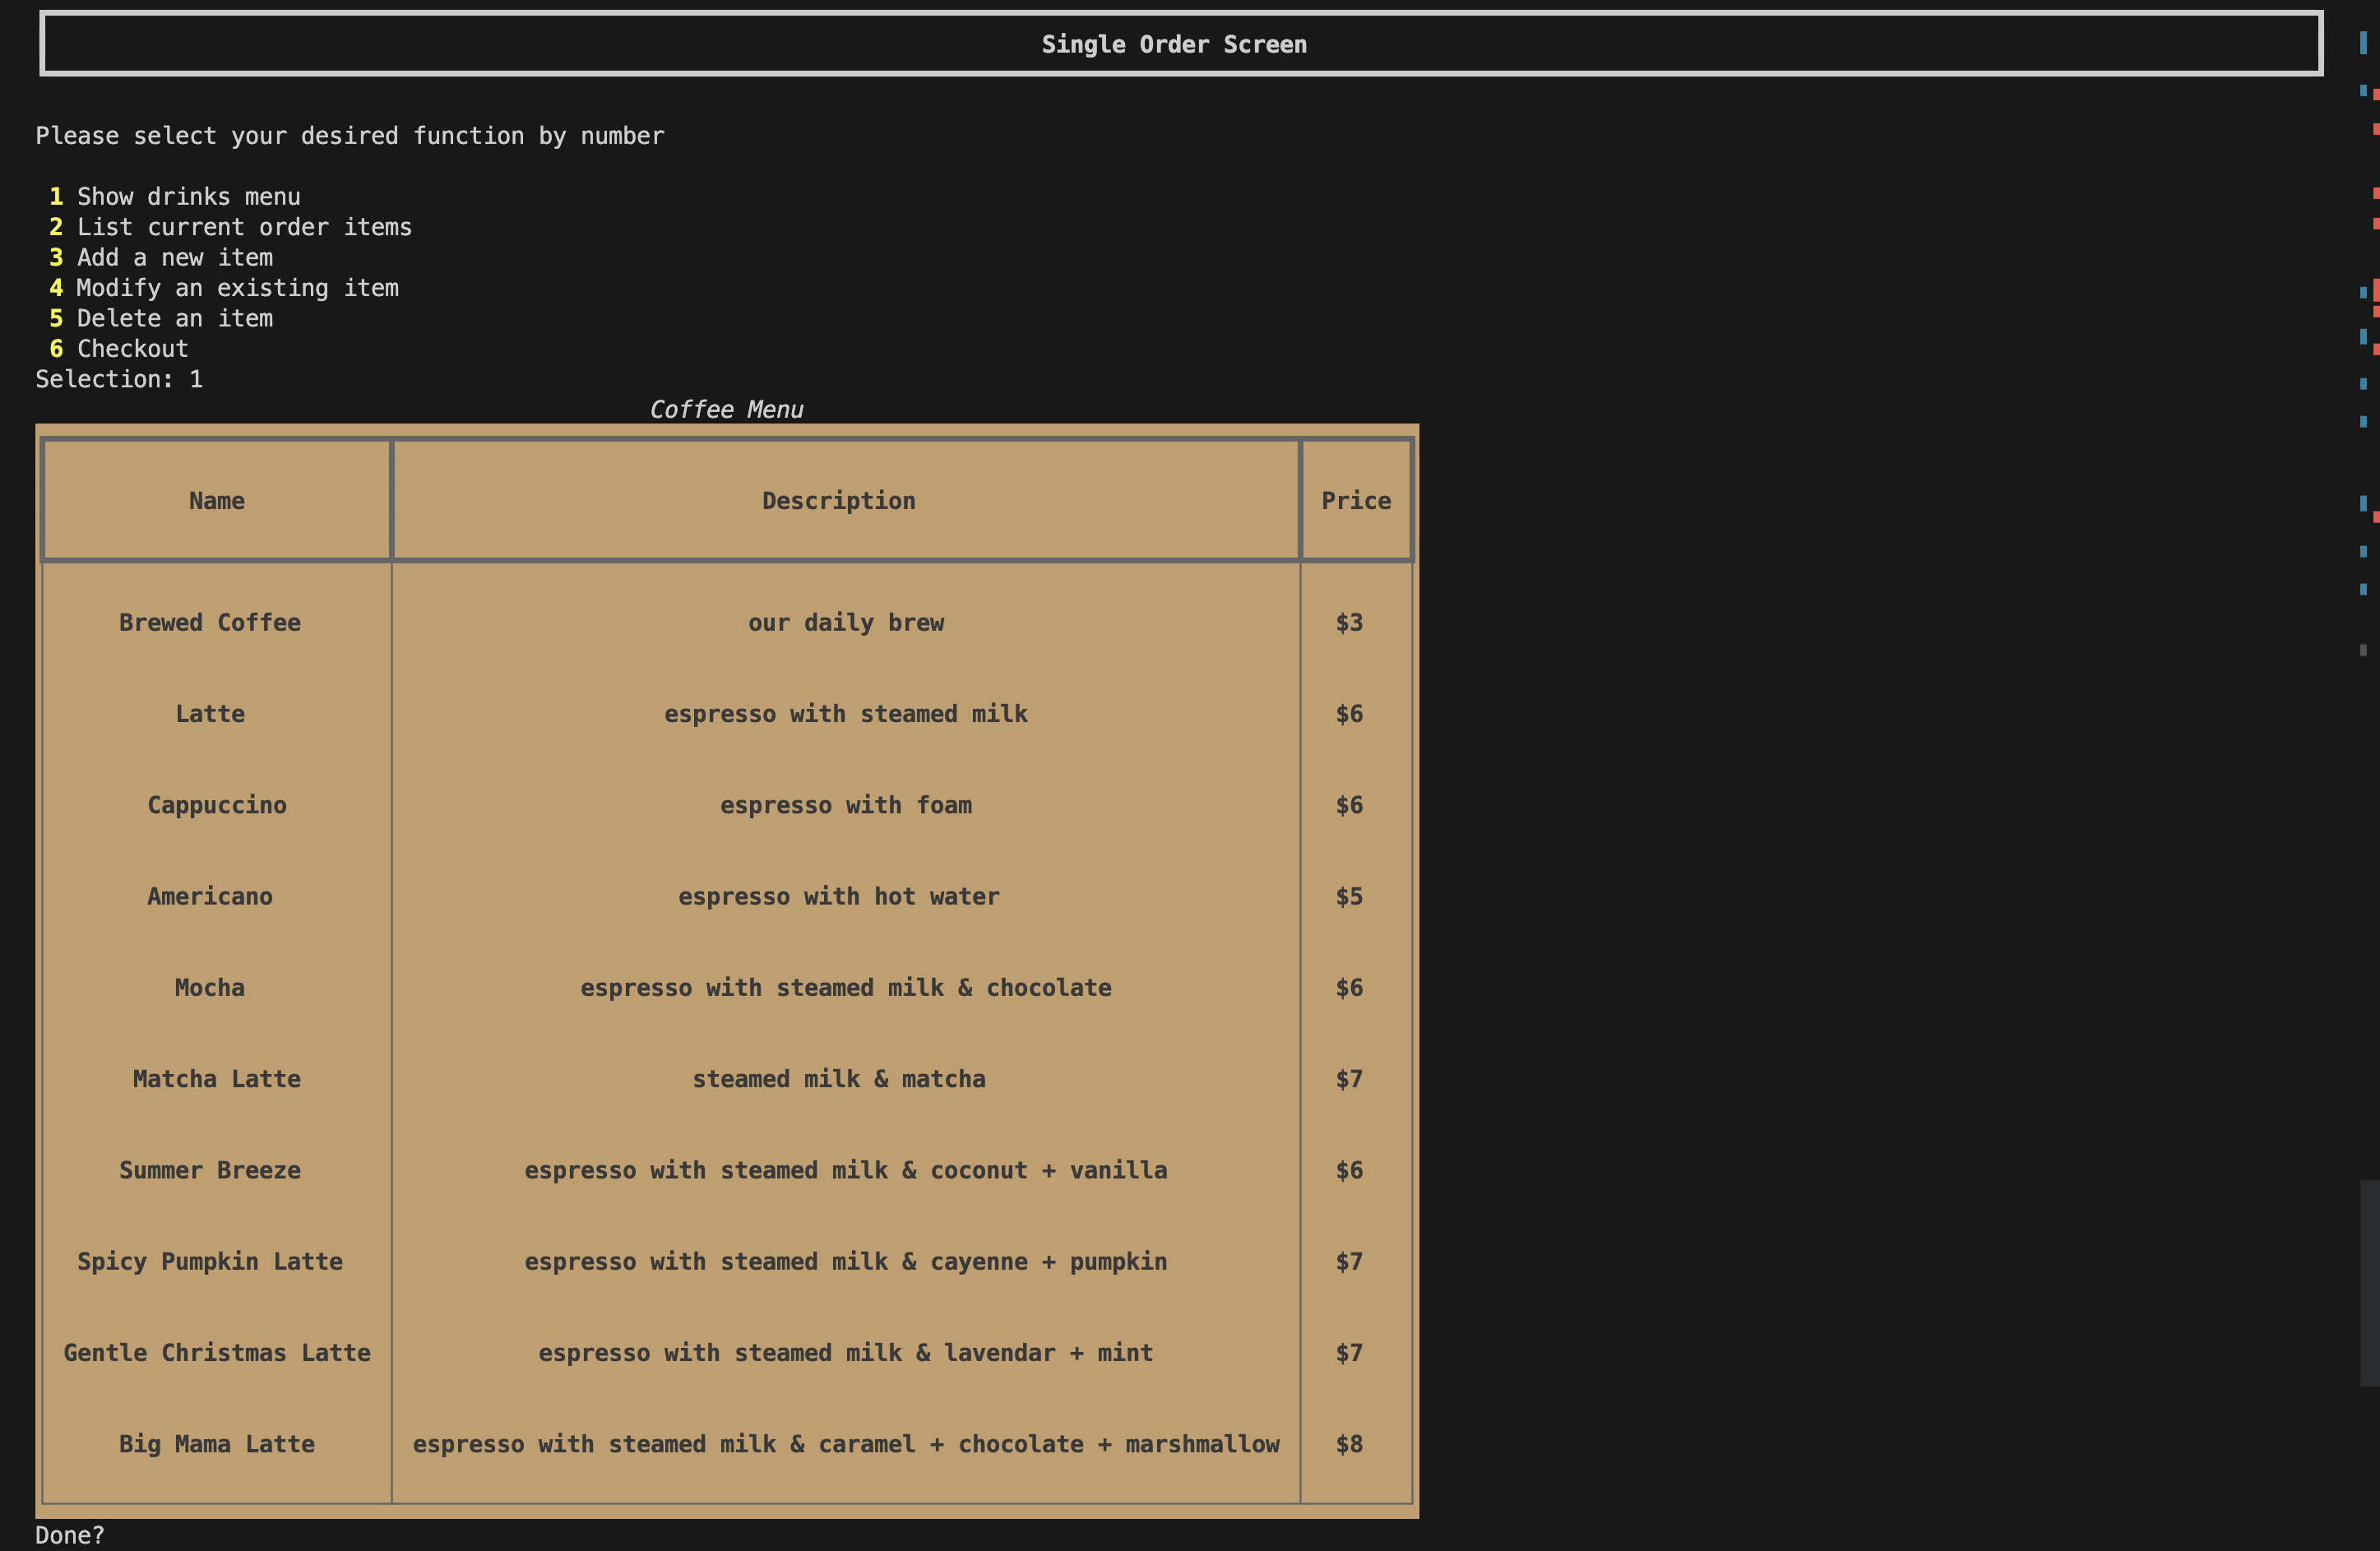 Single Order Screen
Please select your desired function by number
1 Show drinks menu
2 List current order items
3 Add a new item
4 Modify an existing item
5 Delete an item
6 Checkout
Selection: 1
Coffee Menu
Name Description Price
Brewed Coffee our daily brew $3
Latte espresso with steamed milk $6
Cappuccino espresso with foam $6
Americano espresso with hot water $5
Mocha espresso with steamed milk & chocolate $6
Matcha Latte steamed milk & matcha $7
Summer Breeze espresso with steamed milk & coconut + vanilla $6
Spicy Pumpkin Latte espresso with steamed milk & cayenne + pumpkin $7
Gentle Christmas Latte espresso with steamed milk & lavendar + mint $7
Big Mama Latte espresso with steamed milk & caramel + chocolate + marshmallow $8
Done?